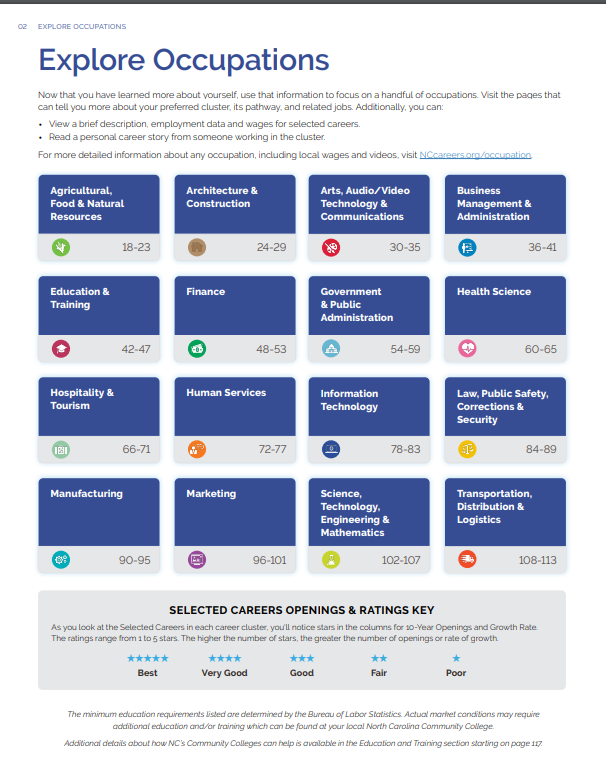 02 EXPLORE OCCUPATIONS
Explore Occupations
Now that you have learned more about yourself, use that information to focus on a handful of occupations. Visit the pages that
can tell you more about your preferred cluster, its pathway, and related jobs. Additionally, you can:
• View a brief description, employment data and wages for selected careers.
• Read a personal career story from someone working in the cluster.
For more detailed information about any occupation, including local wages and videos, visit NCcareers.org/occupation.
Agricultural,
Food & Natural
Resources
18-23
Architecture &
Construction
24-29
Arts, Audio/Video
Technology &
Communications
30-35
Business
Management &
Administration
36-41
Education &
Training
42-47
Finance
48-53
Government
& Public
Administration
54-59
Health Science
60-65
Hospitality &
Tourism
66-71
Human Services
72-77
Information
Technology
78-83
Law, Public Safety,
Corrections &
Security
84-89
Manufacturing
90-95
Marketing
96-101
Science,
Technology,
Engineering &
Mathematics
102-107
Transportation,
Distribution &
Logistics
108-113
SELECTED CAREERS OPENINGS & RATINGS KEY
As you look at the Selected Careers in each career cluster, you'll notice stars in the columns for 10-Year Openings and Growth Rate.
The ratings range from 1 to 5 stars. The higher the number of stars, the greater the number of openings or rate of growth.
★★★★★ ★★★★ ★★★ ★★ ★
Best Very Good Good Fair Poor
The minimum education requirements listed are determined by the Bureau of Labor Statistics. Actual market conditions may require
additional education and/or training which can be found at your local North Carolina Community College.
Additional details about how NC's Community Colleges can help is available in the Education and Training section starting on page 117.